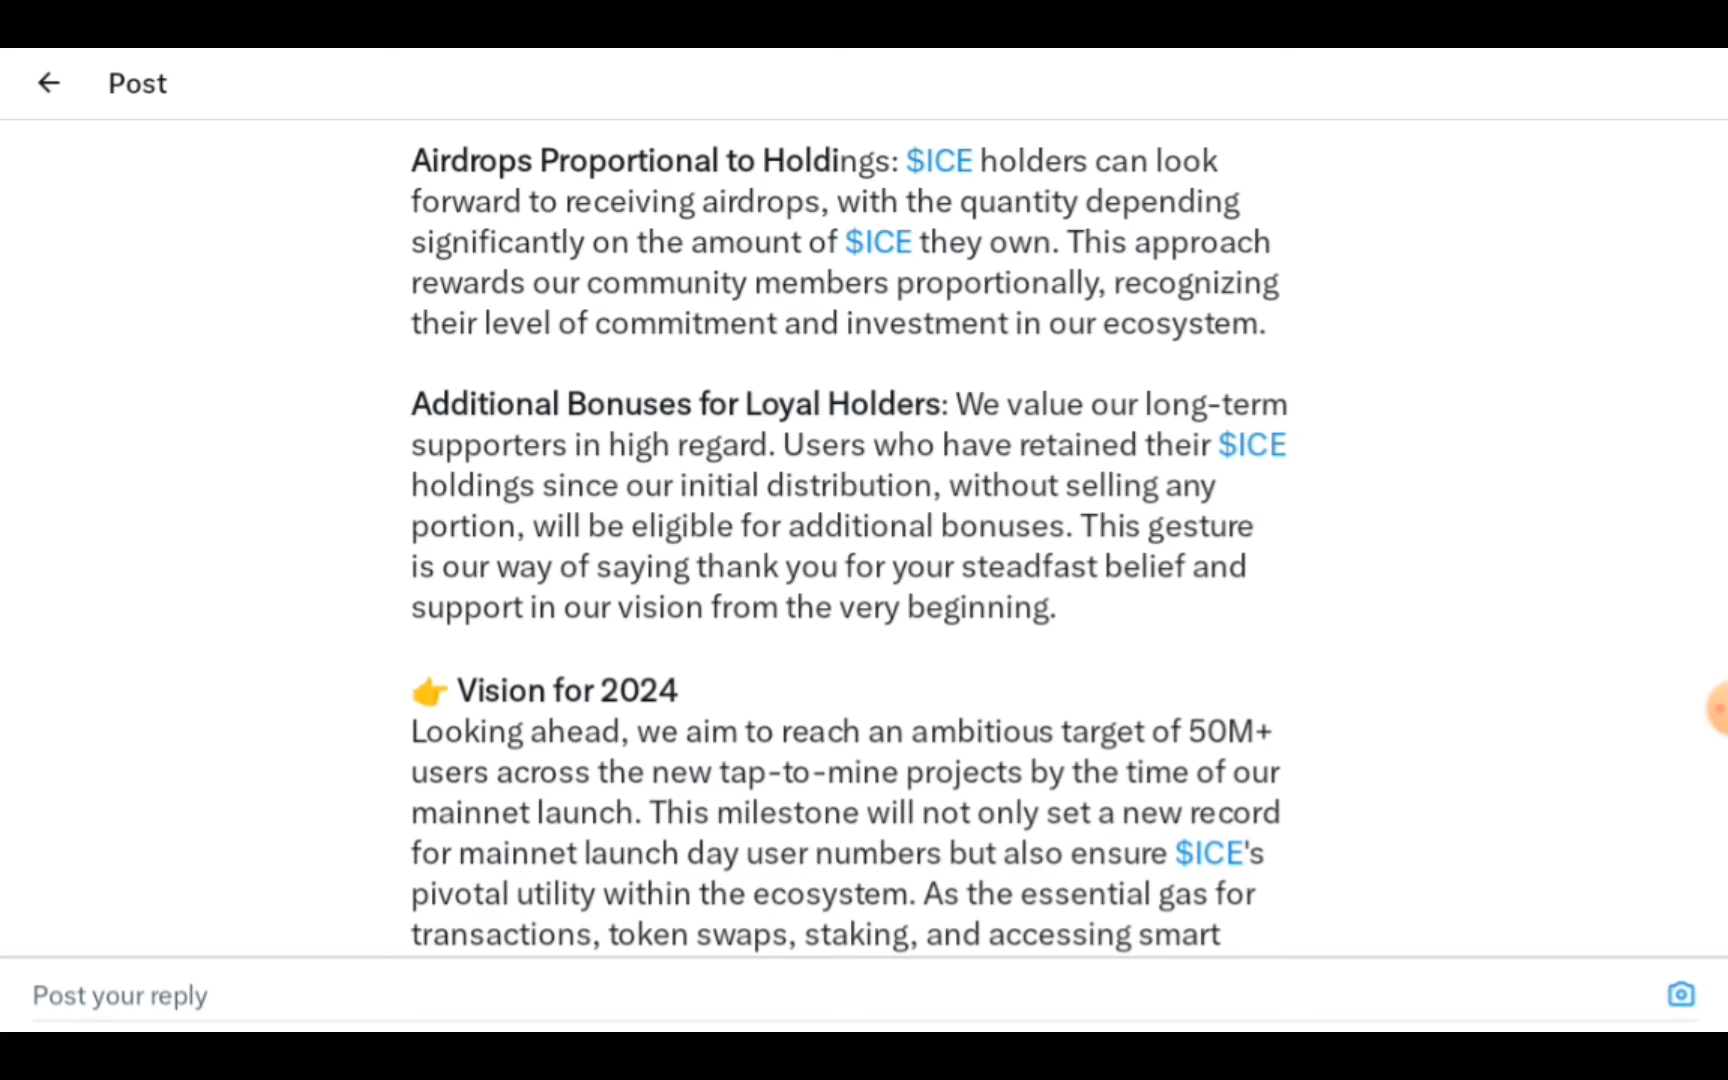 Post
Airdrops Proportional to Holdings: $ICE holders can look
forward to receiving airdrops, with the quantity depending
significantly on the amount of $ICE they own. This approach
rewards our community members proportionally, recognizing
their level of commitment and investment in our ecosystem.
Additional Bonuses for Loyal Holders: We value our long-term
supporters in high regard. Users who have retained their $ICE
holdings since our initial distribution, without selling any
portion, will be eligible for additional bonuses. This gesture
is our way of saying thank you for your steadfast belief and
support in our vision from the very beginning.
👉 Vision for 2024
Looking ahead, we aim to reach an ambitious target of 50M+
users across the new tap-to-mine projects by the time of our
mainnet launch. This milestone will not only set a new record
for mainnet launch day user numbers but also ensure $ICE's
pivotal utility within the ecosystem. As the essential gas for
transactions, token swaps, staking, and accessing smart
Post your reply